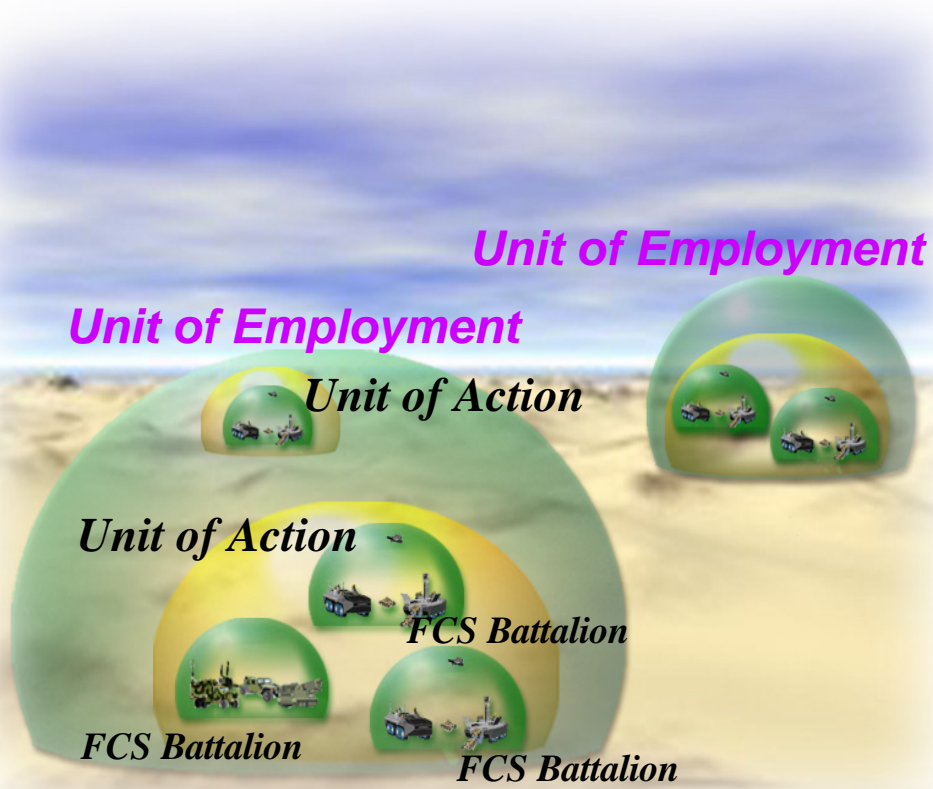 Unit of Employment
Unit of Employment
Unit of Action
Unit of Action
FCS Battalion
FCS Battalion
FCS Battalion